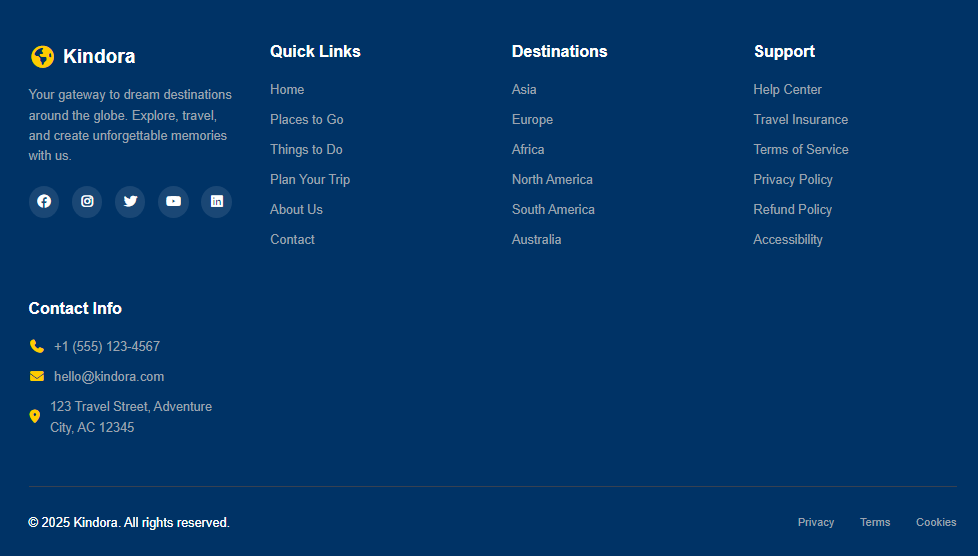 Kindora
Your gateway to dream destinations
around the globe. Explore, travel,
and create unforgettable memories
with us.
Quick Links
Home
Places to Go
Things to Do
Plan Your Trip
About Us
Contact
Destinations
Asia
Europe
Africa
North America
South America
Australia
Support
Help Center
Travel Insurance
Terms of Service
Privacy Policy
Refund Policy
Accessibility
Contact Info
+1 (555) 123-4567
hello@kindora.com
123 Travel Street, Adventure
City, AC 12345
© 2025 Kindora. All rights reserved.
Privacy Terms Cookies